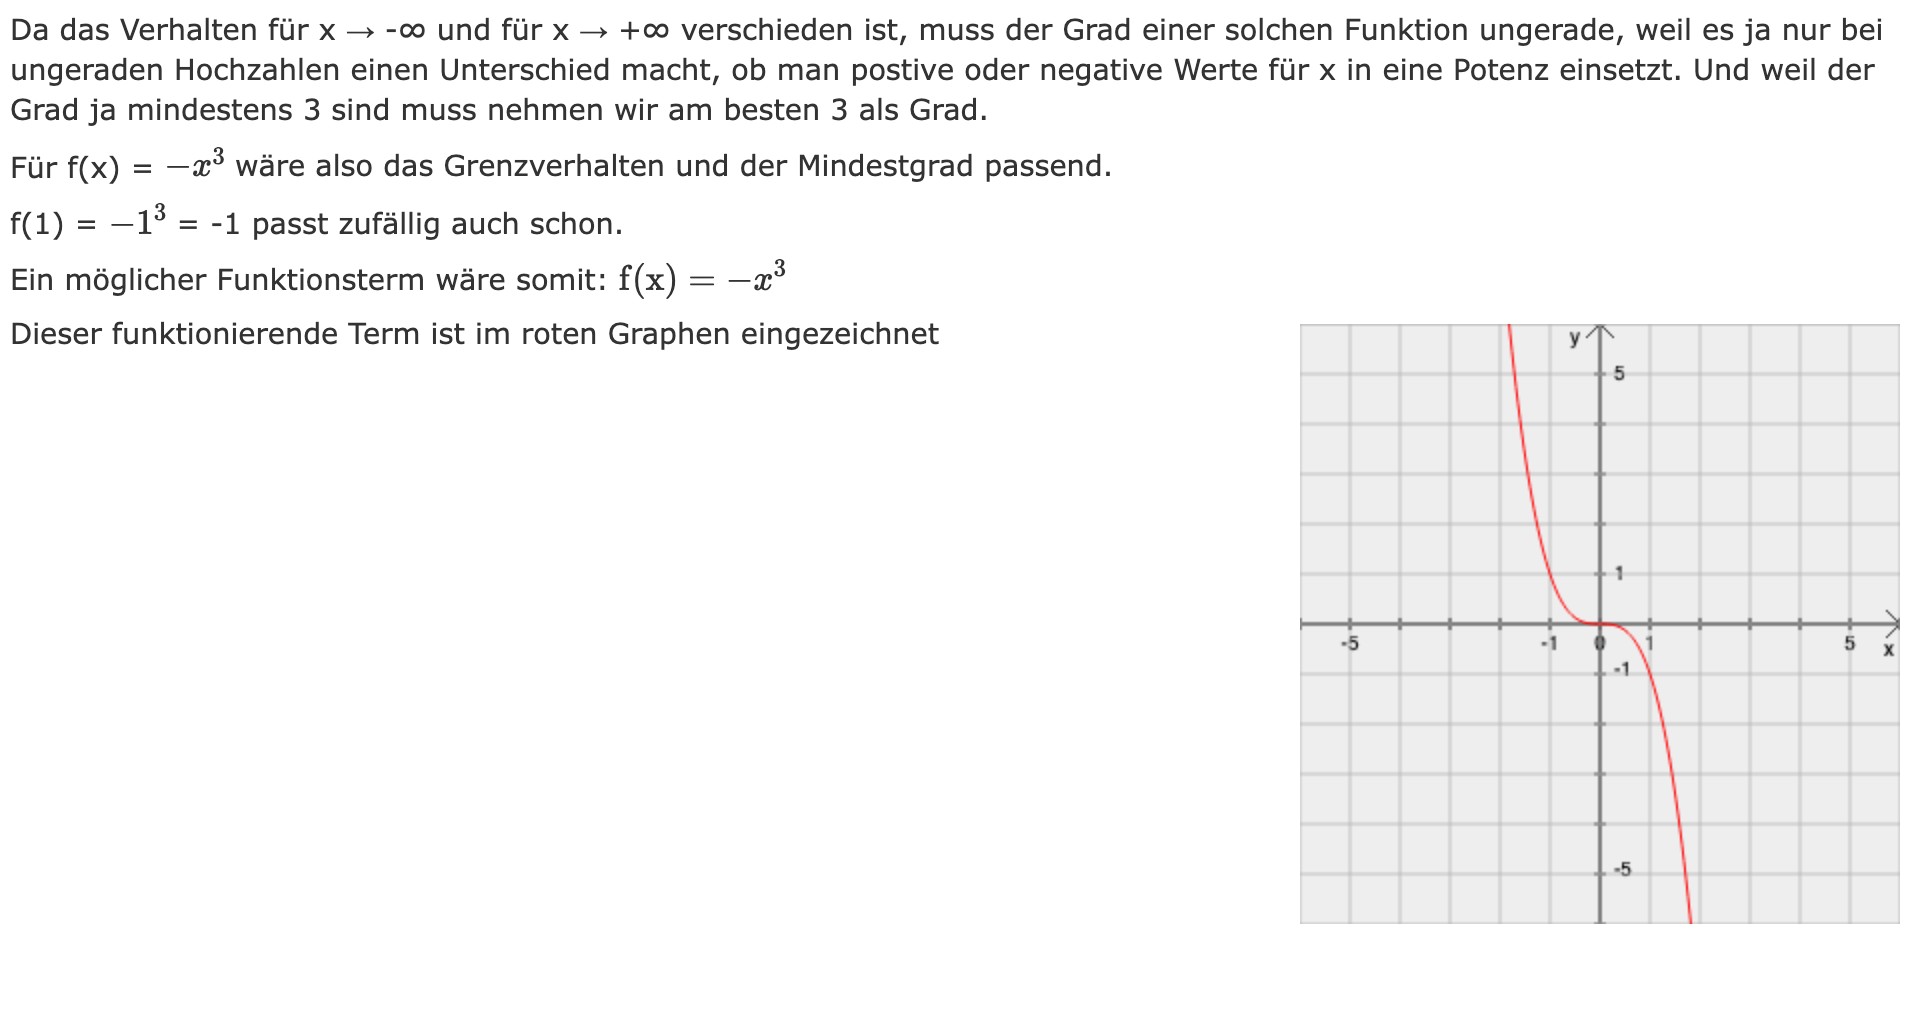 Da das Verhalten für x → -∞ und für x → +∞ verschieden ist, muss der Grad einer solchen Funktion ungerade, weil es ja nur bei
ungeraden Hochzahlen einen Unterschied macht, ob man postive oder negative Werte für x in eine Potenz einsetzt. Und weil der
Grad ja mindestens 3 sind muss nehmen wir am besten 3 als Grad.
Für f(x) = −x³ wäre also das Grenzverhalten und der Mindestgrad passend.
f(1) = −1³ = -1 passt zufällig auch schon.
Ein möglicher Funktionsterm wäre somit: f(x) = −x³
Dieser funktionierende Term ist im roten Graphen eingezeichnet
y
5
1
-5 -1 0 1 5 x
-1
-5